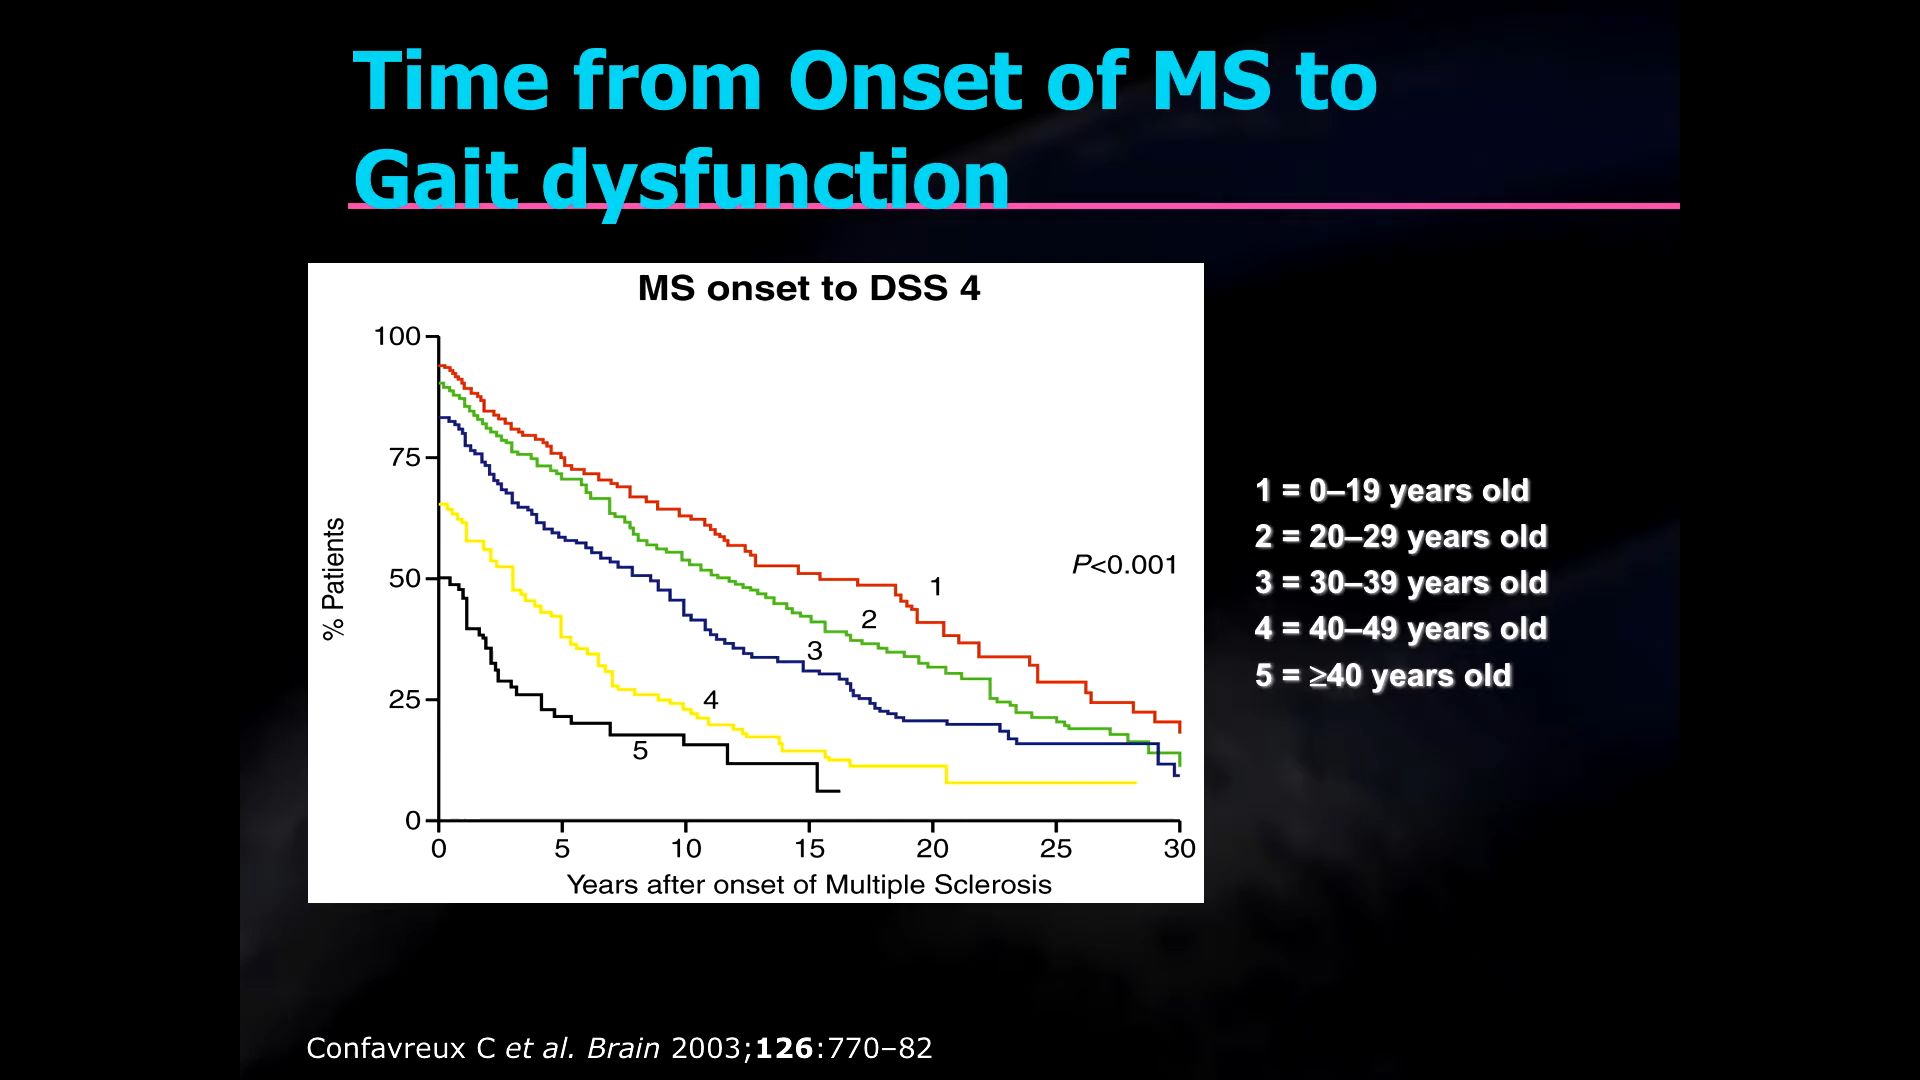 Time from Onset of MS to
Gait dysfunction
MS onset to DSS 4
100
75
50
25
0
% Patients
P<0.001
1
2
3
4
5
0 5 10 15 20 25 30
Years after onset of Multiple Sclerosis
1 = 0–19 years old
2 = 20–29 years old
3 = 30–39 years old
4 = 40–49 years old
5 = ≥40 years old
Confavreux C et al. Brain 2003;126:770–82